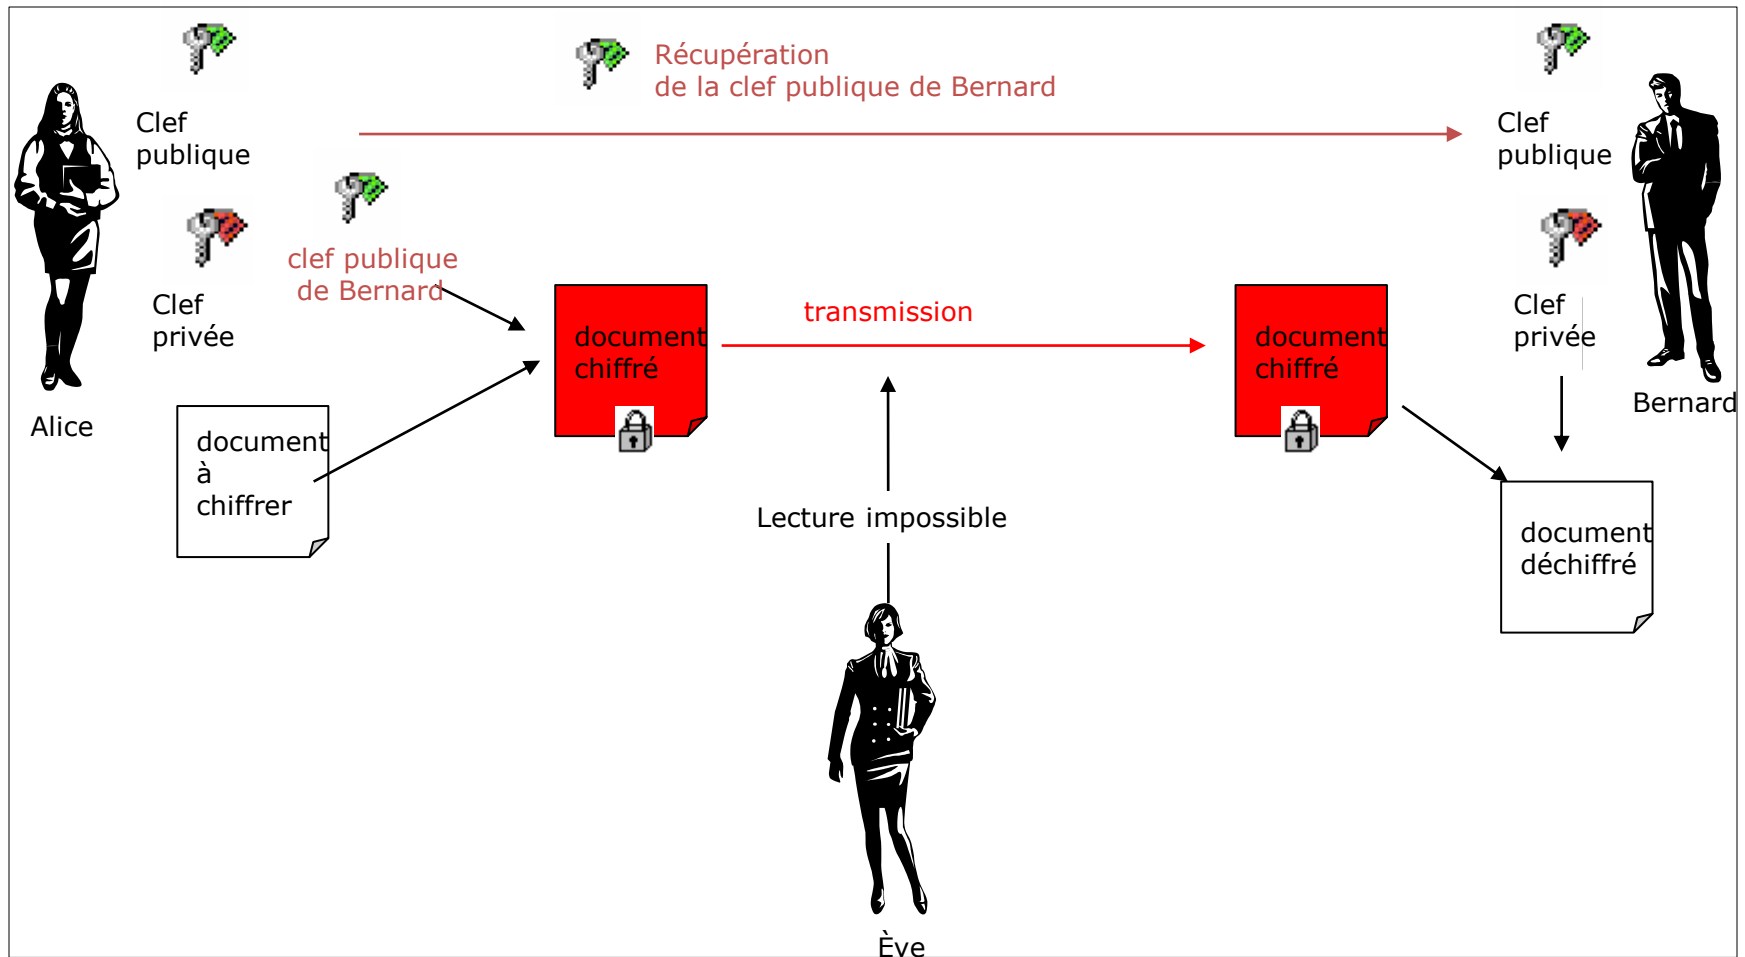 Récupération
de la clef publique de Bernard
Clef
publique
Clef
publique
clef publique
de Bernard
Clef
privée
Clef
privée
Alice
Bernard
document
à
chiffrer
document
chiffré
transmission
document
chiffré
Lecture impossible
document
déchiffré
Ève